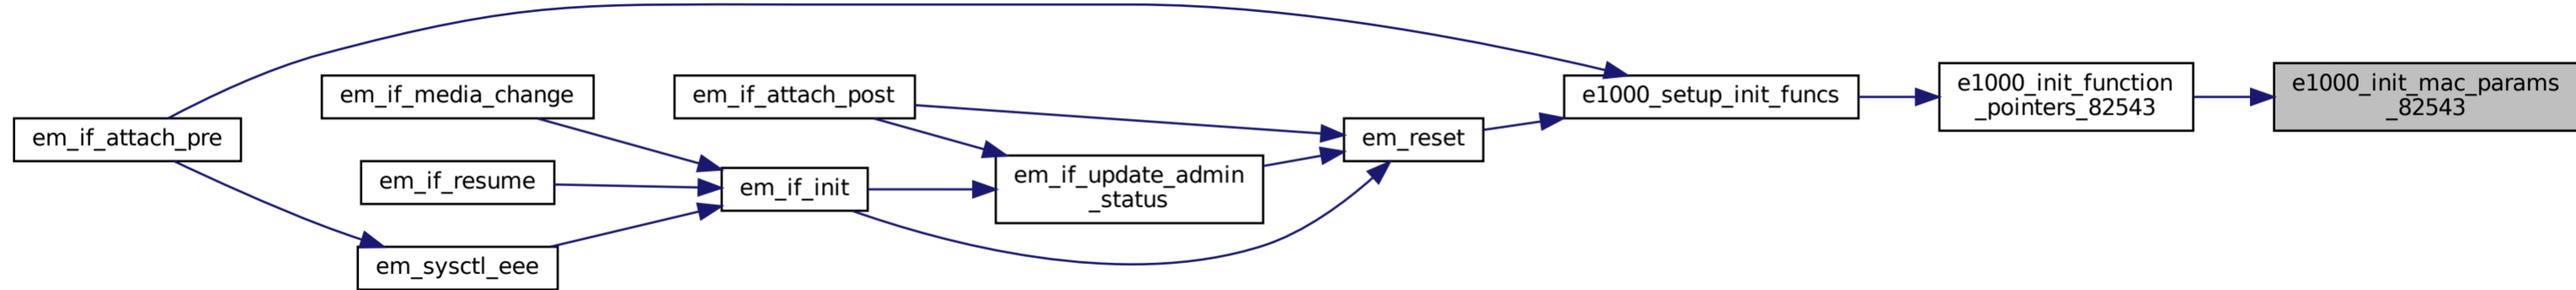 em_if_attach_pre
em_if_media_change
em_if_resume
em_sysctl_eee
em_if_attach_post
em_if_init
em_if_update_admin
_status
em_reset
e1000_setup_init_funcs
e1000_init_function
_pointers_82543
e1000_init_mac_params
_82543